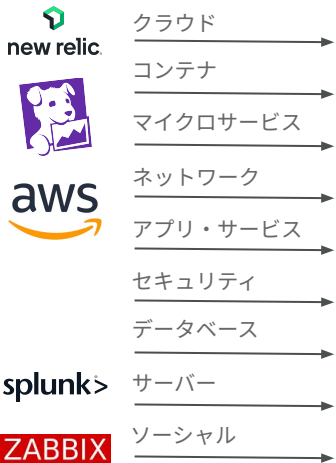 new relic.
クラウド
コンテナ
マイクロサービス
aws
ネットワーク
アプリ・サービス
セキュリティ
データベース
splunk>
サーバー
ZABBIX
ソーシャル